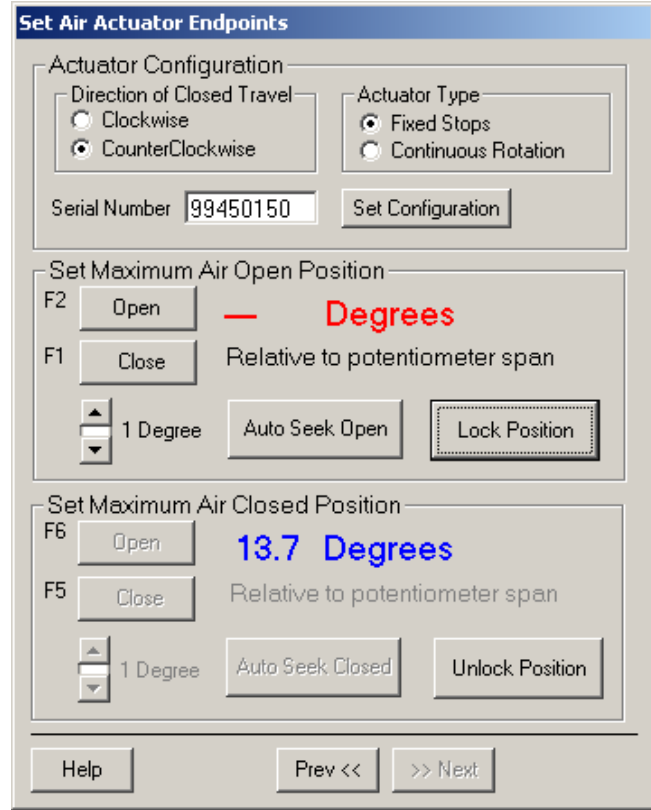 Set Air Actuator Endpoints
Actuator Configuration
Direction of Closed Travel
Clockwise
CounterClockwise
Actuator Type
Fixed Stops
Continuous Rotation
Serial Number 99450150 Set Configuration
Set Maximum Air Open Position
F2 Open — Degrees
F1 Close Relative to potentiometer span
1 Degree Auto Seek Open Lock Position
Set Maximum Air Closed Position
F6 Open 13.7 Degrees
F5 Close Relative to potentiometer span
1 Degree Auto Seek Closed Unlock Position
Help Prev << >> Next